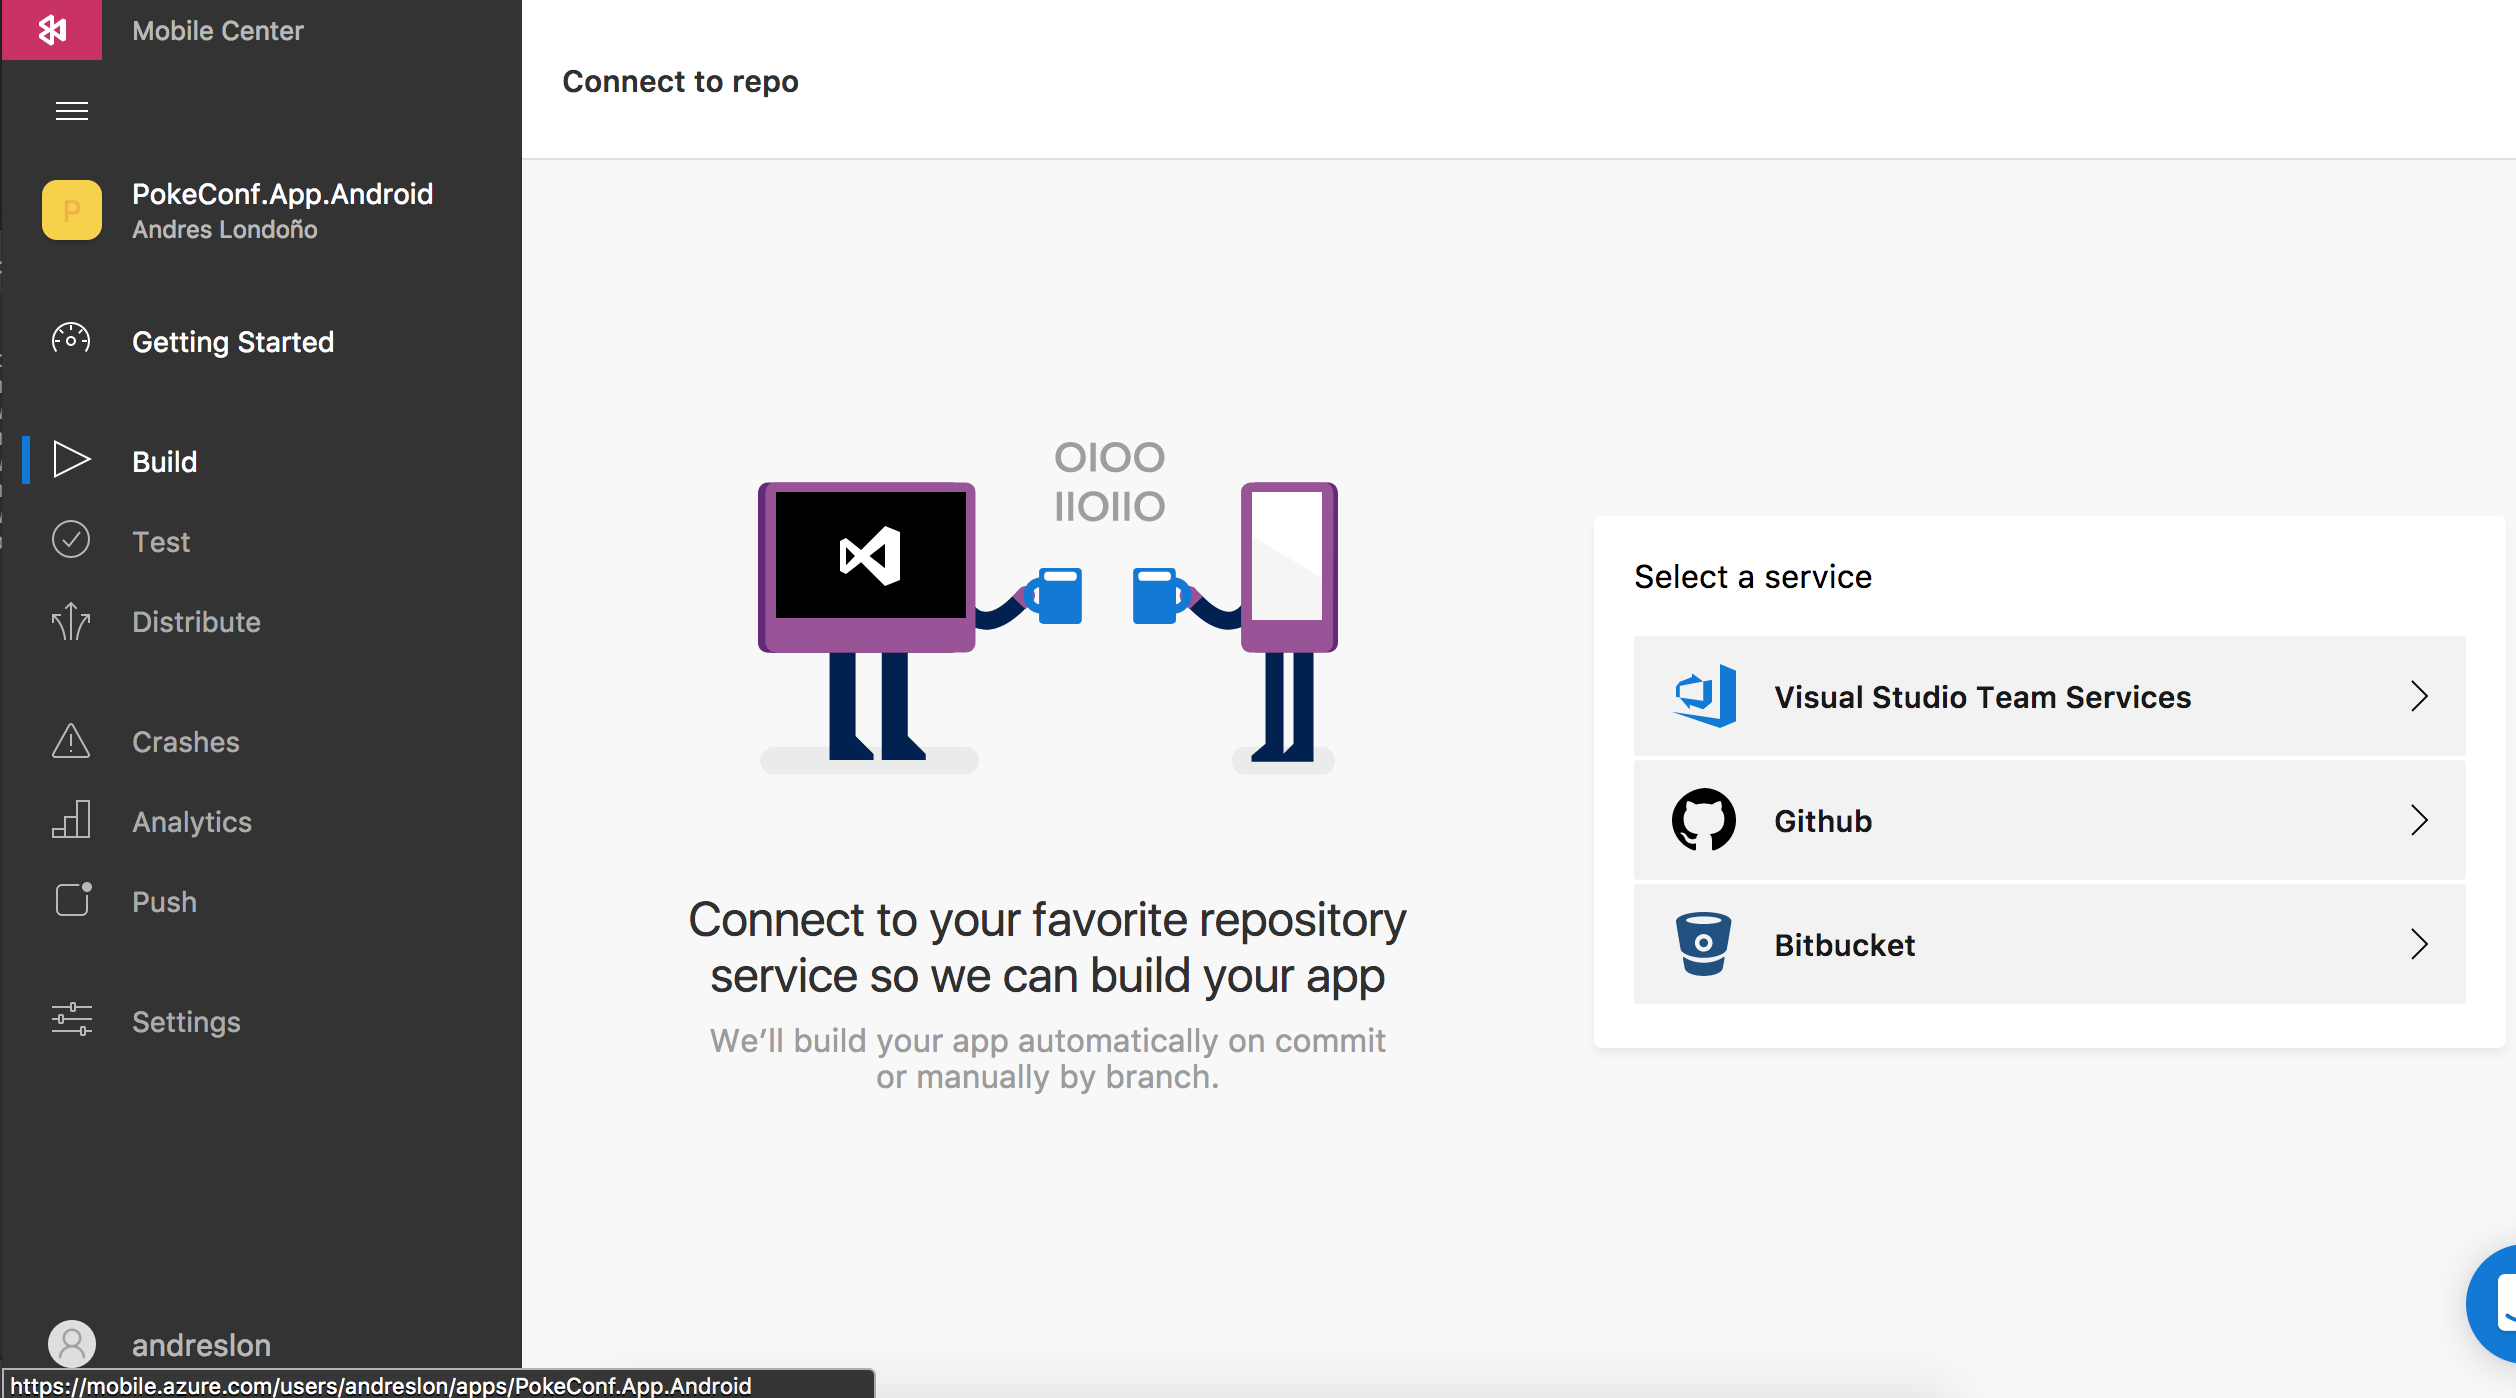 Mobile Center
Connect to repo
P
PokeConf.App.Android
Andres Londoño
Getting Started
Build
Test
Distribute
Crashes
Analytics
Push
Settings
andreslon
https://mobile.azure.com/users/andreslon/apps/PokeConf.App.Android
0100
110110
Connect to your favorite repository
service so we can build your app
We’ll build your app automatically on commit
or manually by branch.
Select a service
Visual Studio Team Services
Github
Bitbucket